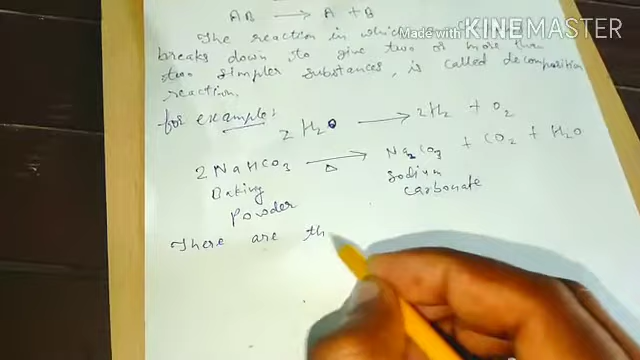 AB → A + B
The reaction in which
Made with KINEMASTER
breaks down to give two or more than
two simpler substances, is called decomposition
reaction.
for example:
2 H₂O → 2H₂ + O₂
2 NaHCO₃ →△ Na₂CO₃ + CO₂ + H₂O
Baking Powder
Sodium carbonate
There are th